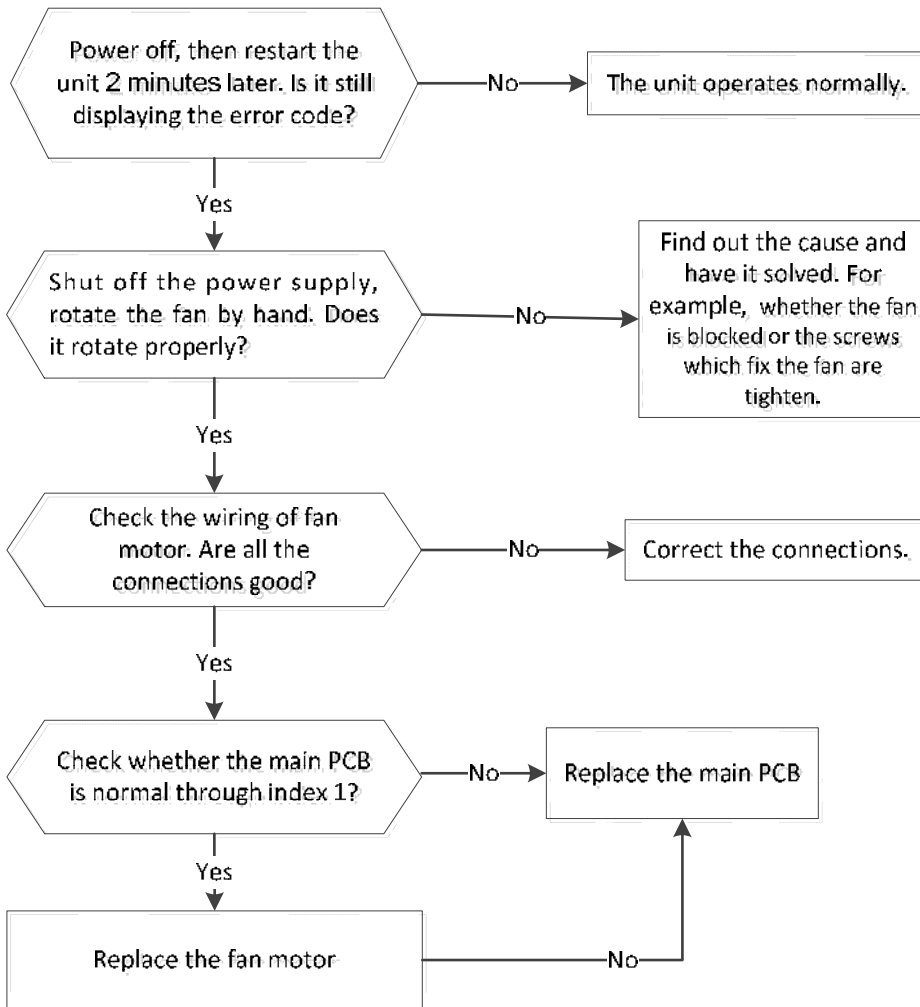 Power off, then restart the
unit 2 minutes later. Is it still
displaying the error code?
No
The unit operates normally.
Yes
Shut off the power supply,
rotate the fan by hand. Does
it rotate properly?
No
Find out the cause and
have it solved. For
example, whether the fan
is blocked or the screws
which fix the fan are
tighten.
Yes
Check the wiring of fan
motor. Are all the
connections good?
No
Correct the connections.
Yes
Check whether the main PCB
is normal through index 1?
No
Replace the main PCB
Yes
Replace the fan motor
No